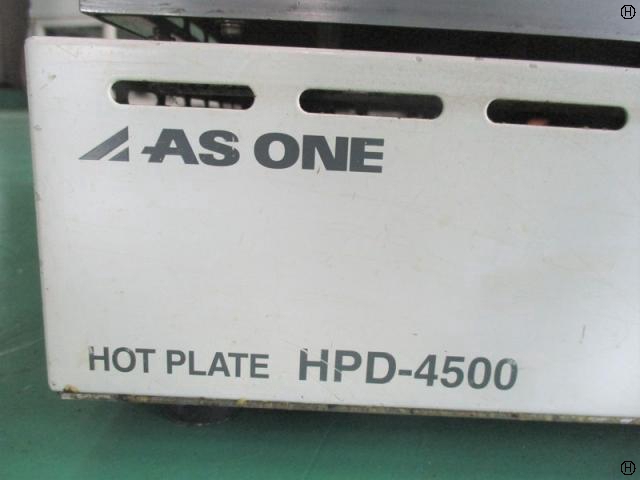 H
AS ONE
HOT PLATE HPD-4500
H